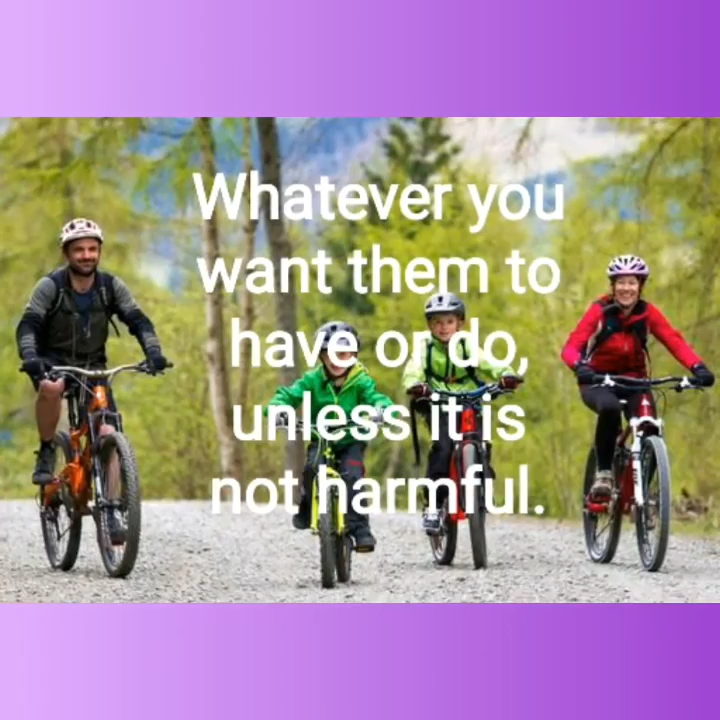 Whatever you
want them to
have or do,
unless it is
not harmful.